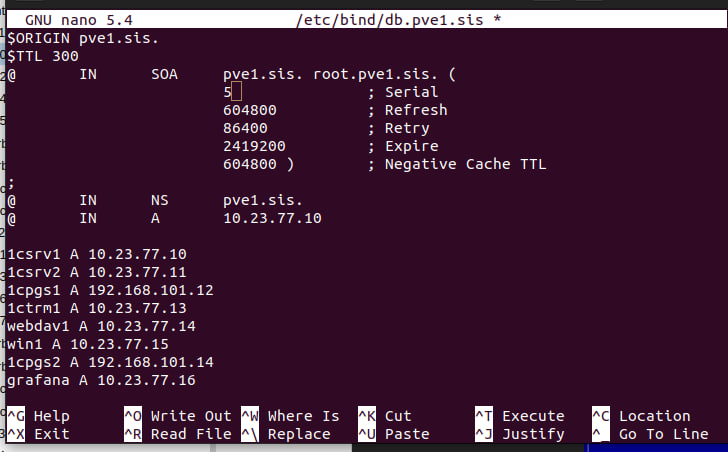 GNU nano 5.4 /etc/bind/db.pve1.sis *
$ORIGIN pve1.sis.
$TTL 300
@ IN SOA pve1.sis. root.pve1.sis. (
5 ; Serial
604800 ; Refresh
86400 ; Retry
2419200 ; Expire
604800 ) ; Negative Cache TTL
;
@ IN NS pve1.sis.
@ IN A 10.23.77.10
1csrv1 A 10.23.77.10
1csrv2 A 10.23.77.11
1cpgs1 A 192.168.101.12
1ctrm1 A 10.23.77.13
webdav1 A 10.23.77.14
win1 A 10.23.77.15
1cpgs2 A 192.168.101.14
grafana A 10.23.77.16
^G Help ^O Write Out ^W Where Is ^K Cut ^T Execute ^C Location
^X Exit ^R Read File ^\ Replace ^U Paste ^J Justify ^_ Go To Line